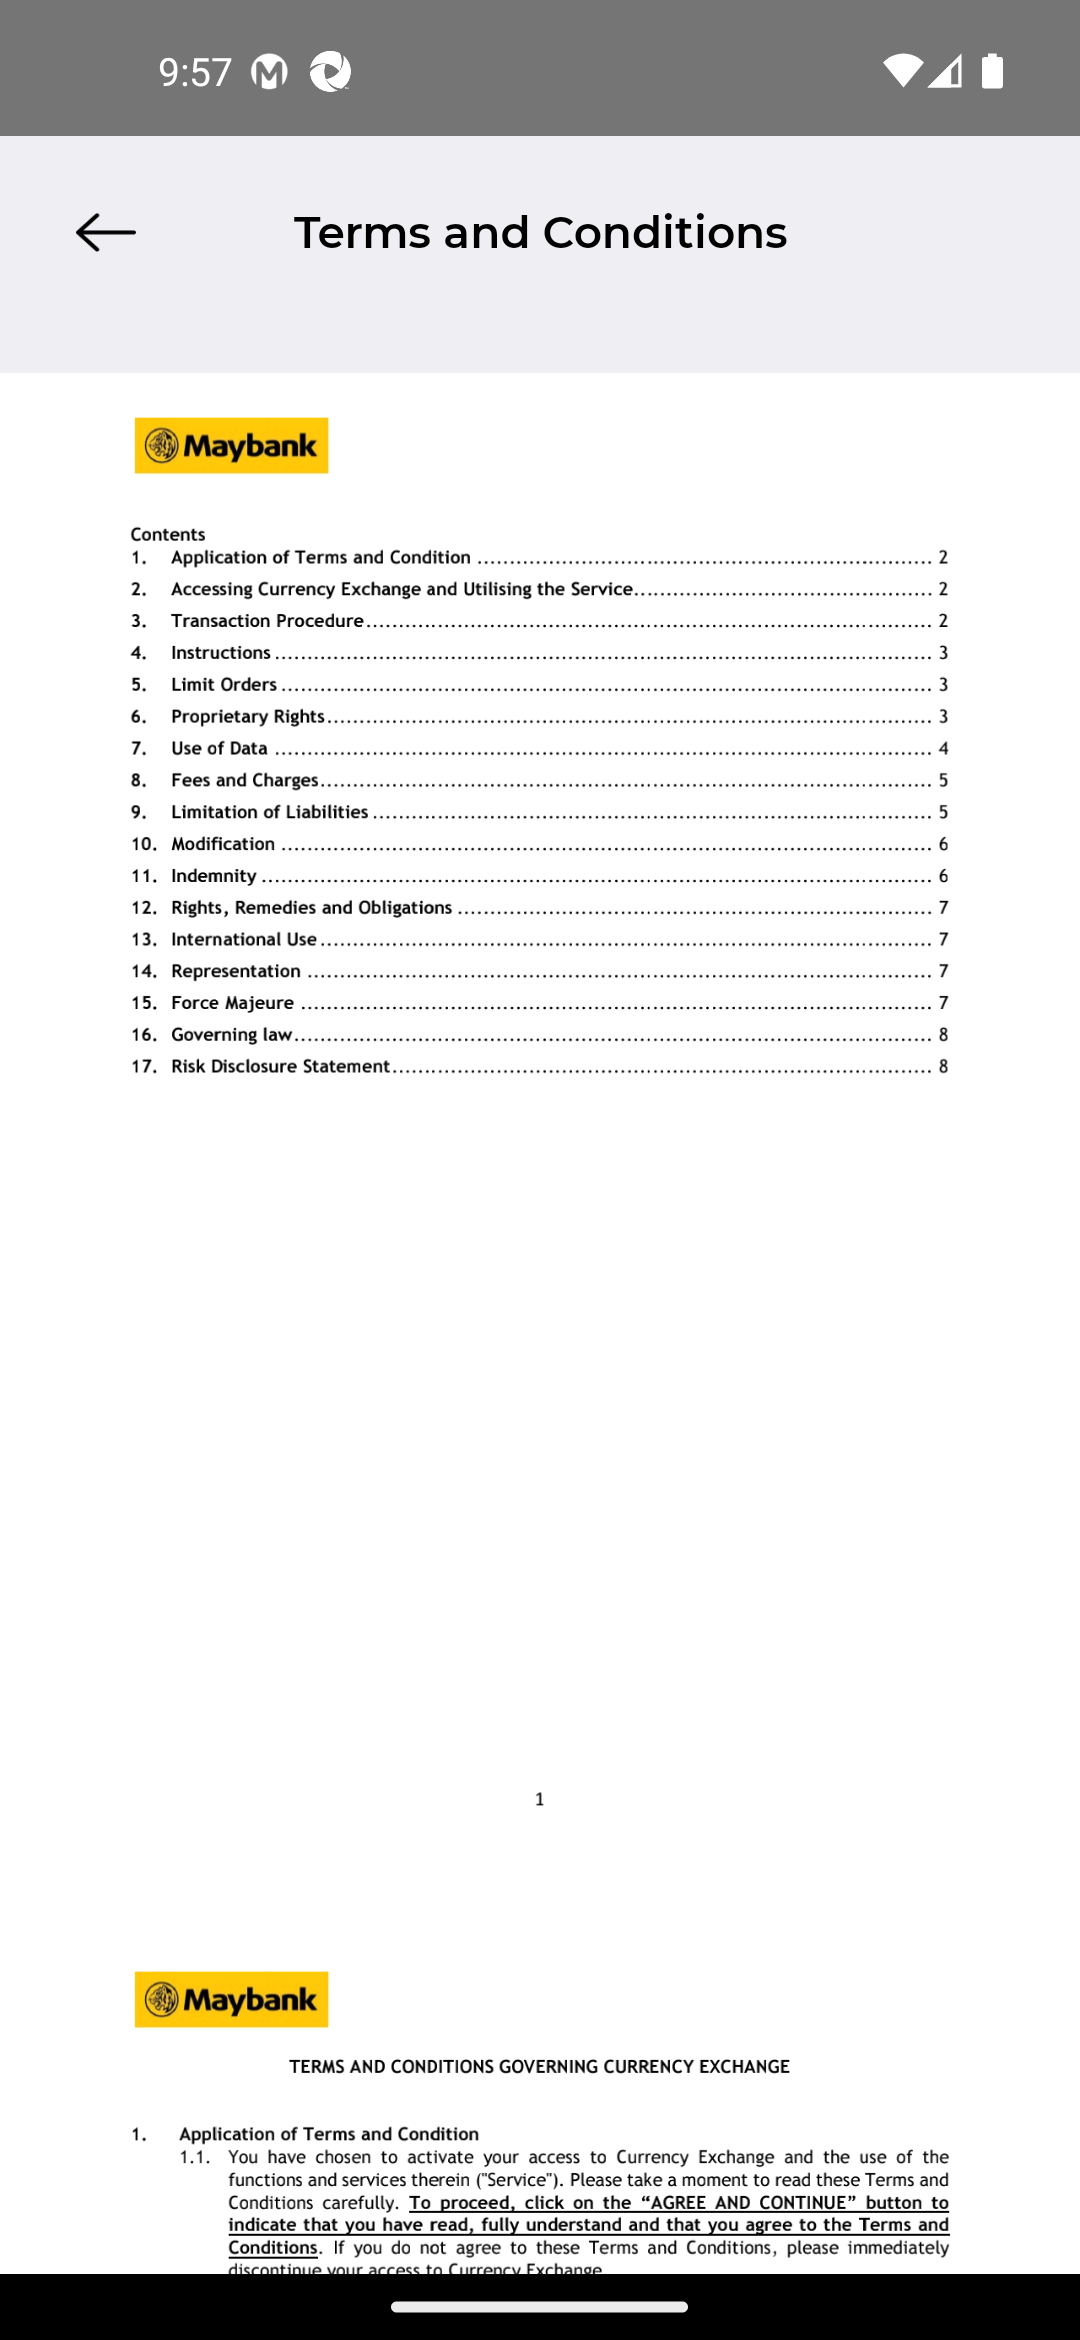 9:57
Terms and Conditions
Maybank
Contents
1. Application of Terms and Condition ........ 2
2. Accessing Currency Exchange and Utilising the Service........ 2
3. Transaction Procedure........ 2
4. Instructions ........ 3
5. Limit Orders ........ 3
6. Proprietary Rights........ 3
7. Use of Data ........ 4
8. Fees and Charges........ 5
9. Limitation of Liabilities ........ 5
10. Modification ........ 6
11. Indemnity ........ 6
12. Rights, Remedies and Obligations ........ 7
13. International Use ........ 7
14. Representation ........ 7
15. Force Majeure ........ 7
16. Governing law........ 8
17. Risk Disclosure Statement........ 8
1
Maybank
TERMS AND CONDITIONS GOVERNING CURRENCY EXCHANGE
1. Application of Terms and Condition
1.1. You have chosen to activate your access to Currency Exchange and the use of the
functions and services therein ("Service"). Please take a moment to read these Terms and
Conditions carefully. To proceed, click on the “AGREE AND CONTINUE” button to
indicate that you have read, fully understand and that you agree to the Terms and
Conditions. If you do not agree to these Terms and Conditions, please immediately
discontinue your access to Currency Exchange.